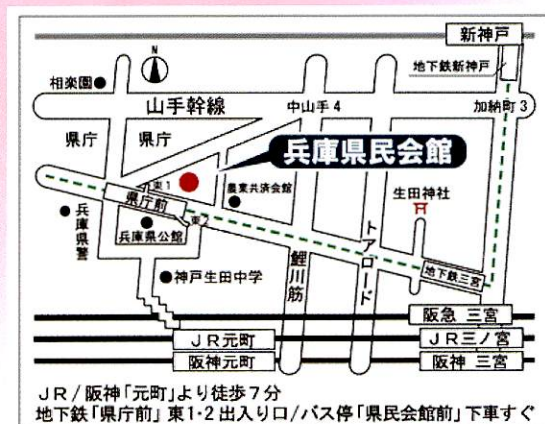 新神戸
地下鉄新神戸
N
相楽園
山手幹線
中山手4
加納町3
県庁
県庁
兵庫県民会館
東1
県庁前
農業共済会館
生田神社
兵庫県警
兵庫県公館
東2
トアロード
鯉川筋
神戸生田中学
地下鉄三宮
阪急 三宮
JR元町
JR三ノ宮
阪神元町
阪神 三宮
JR/阪神「元町」より徒歩7分
地下鉄「県庁前」東1・2出入り口/バス停「県民会館前」下車すぐ